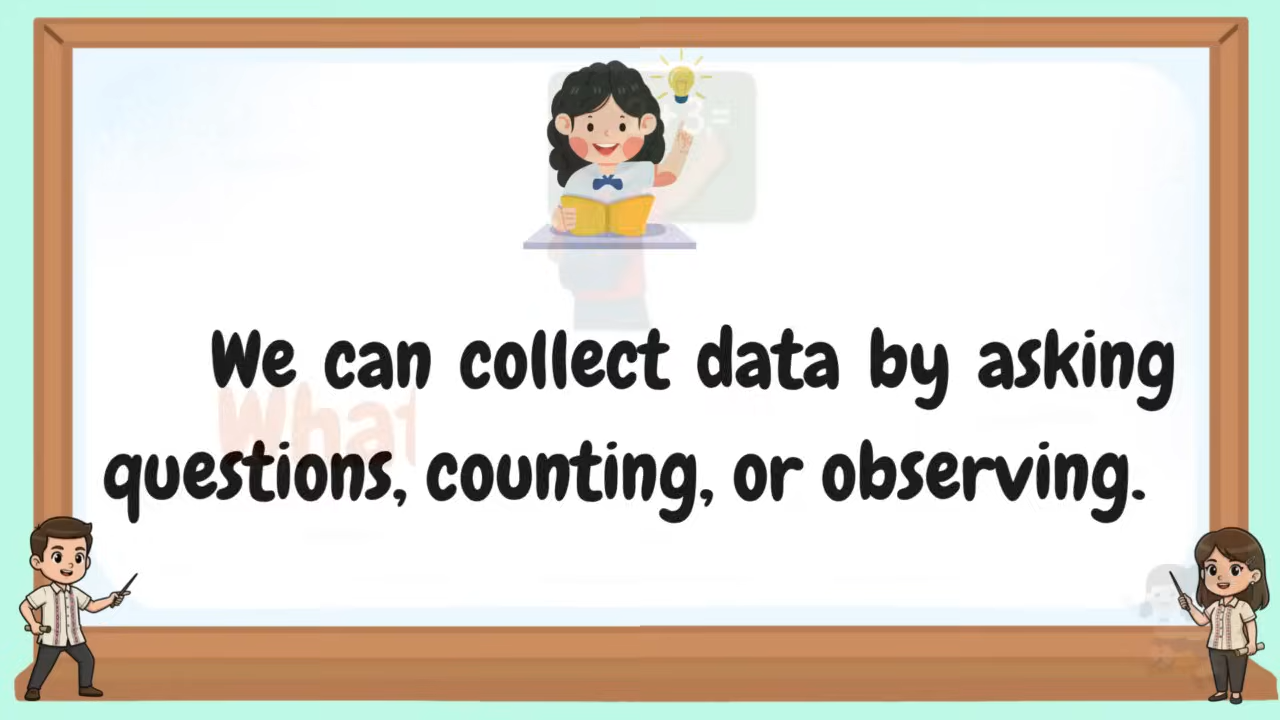 We can collect data by asking
questions, counting, or observing.